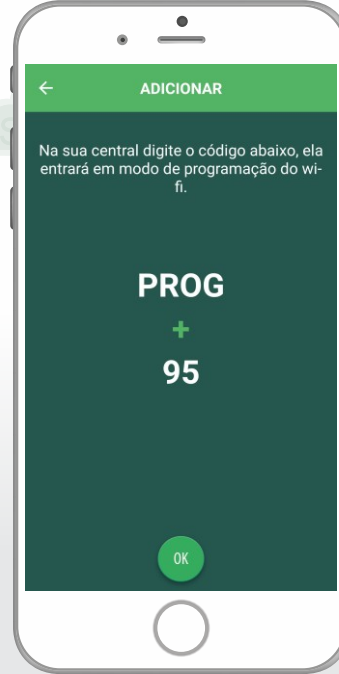 ADICIONAR
Na sua central digite o código abaixo, ela
entrará em modo de programação do wi-
fi.
PROG
+
95
OK